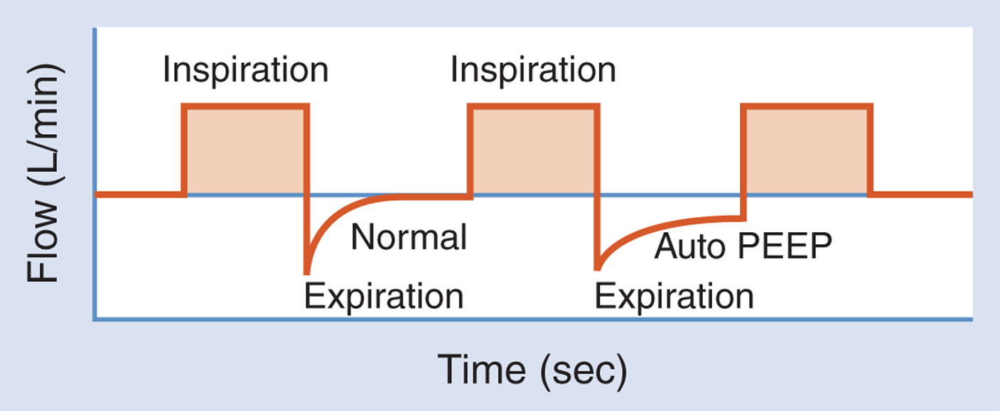 Flow (L/min)
Inspiration
Inspiration
Normal
Auto PEEP
Expiration
Expiration
Time (sec)